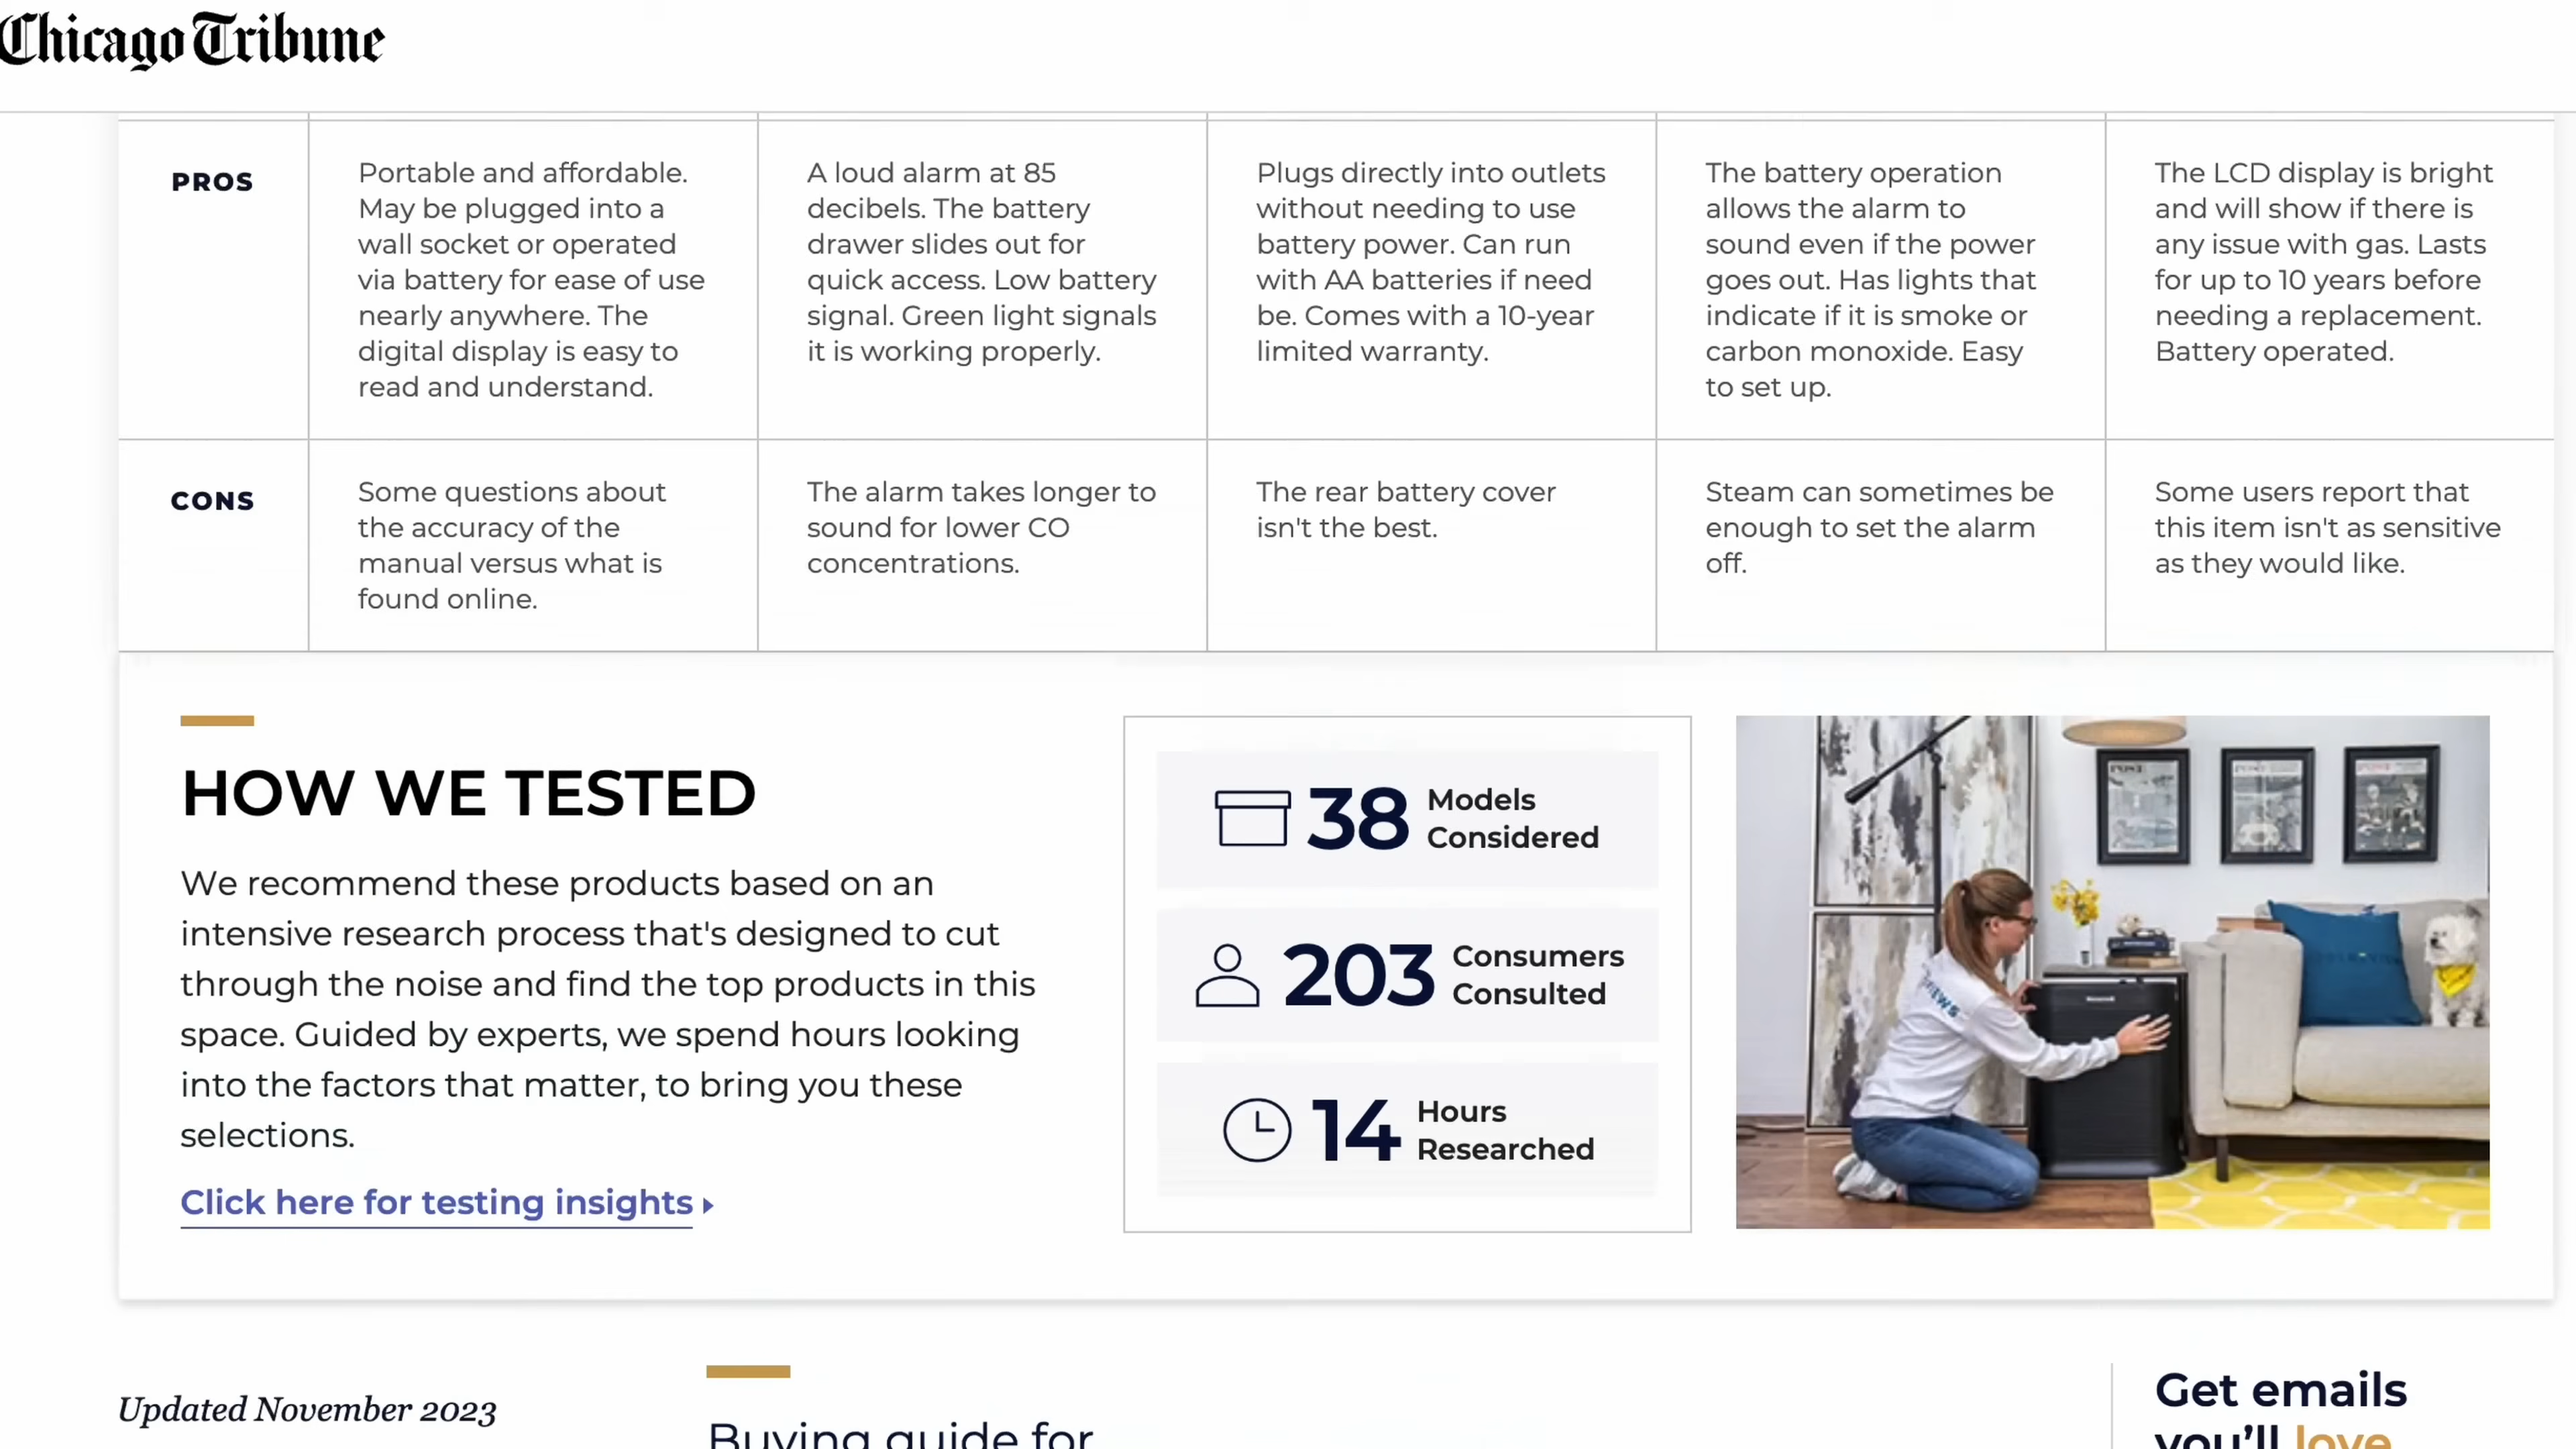 Chicago Tribune
PROS
Portable and affordable.
May be plugged into a
wall socket or operated
via battery for ease of use
nearly anywhere. The
digital display is easy to
read and understand.
A loud alarm at 85
decibels. The battery
drawer slides out for
quick access. Low battery
signal. Green light signals
it is working properly.
Plugs directly into outlets
without needing to use
battery power. Can run
with AA batteries if need
be. Comes with a 10-year
limited warranty.
The battery operation
allows the alarm to
sound even if the power
goes out. Has lights that
indicate if it is smoke or
carbon monoxide. Easy
to set up.
The LCD display is bright
and will show if there is
any issue with gas. Lasts
for up to 10 years before
needing a replacement.
Battery operated.
CONS
Some questions about
the accuracy of the
manual versus what is
found online.
The alarm takes longer to
sound for lower CO
concentrations.
The rear battery cover
isn't the best.
Steam can sometimes be
enough to set the alarm
off.
Some users report that
this item isn't as sensitive
as they would like.
HOW WE TESTED
We recommend these products based on an
intensive research process that's designed to cut
through the noise and find the top products in this
space. Guided by experts, we spend hours looking
into the factors that matter, to bring you these
selections.
Click here for testing insights
38 Models
Considered
203 Consumers
Consulted
14 Hours
Researched
Updated November 2023
Buying guide for
Get emails
you'll love